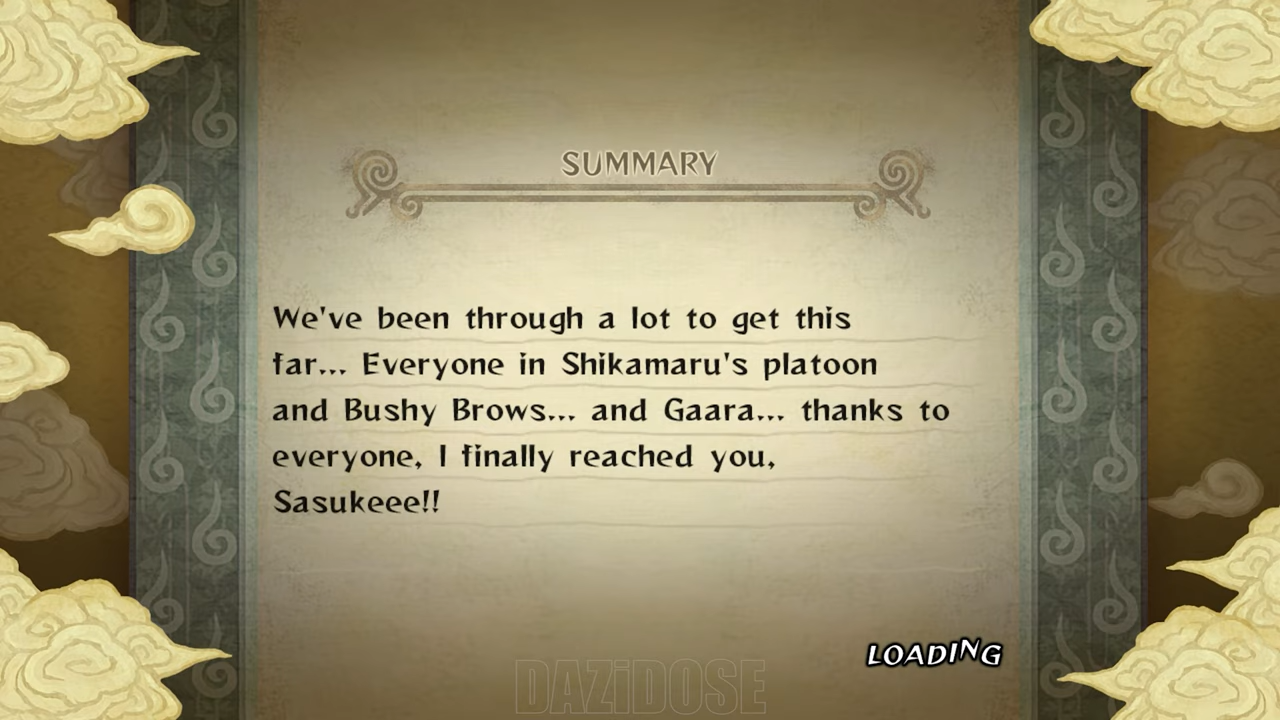 SUMMARY
We've been through a lot to get this
far... Everyone in Shikamaru's platoon
and Bushy Brows... and Gaara... thanks to
everyone, I finally reached you,
Sasukeee!!
LOADING
DAZiDOSE